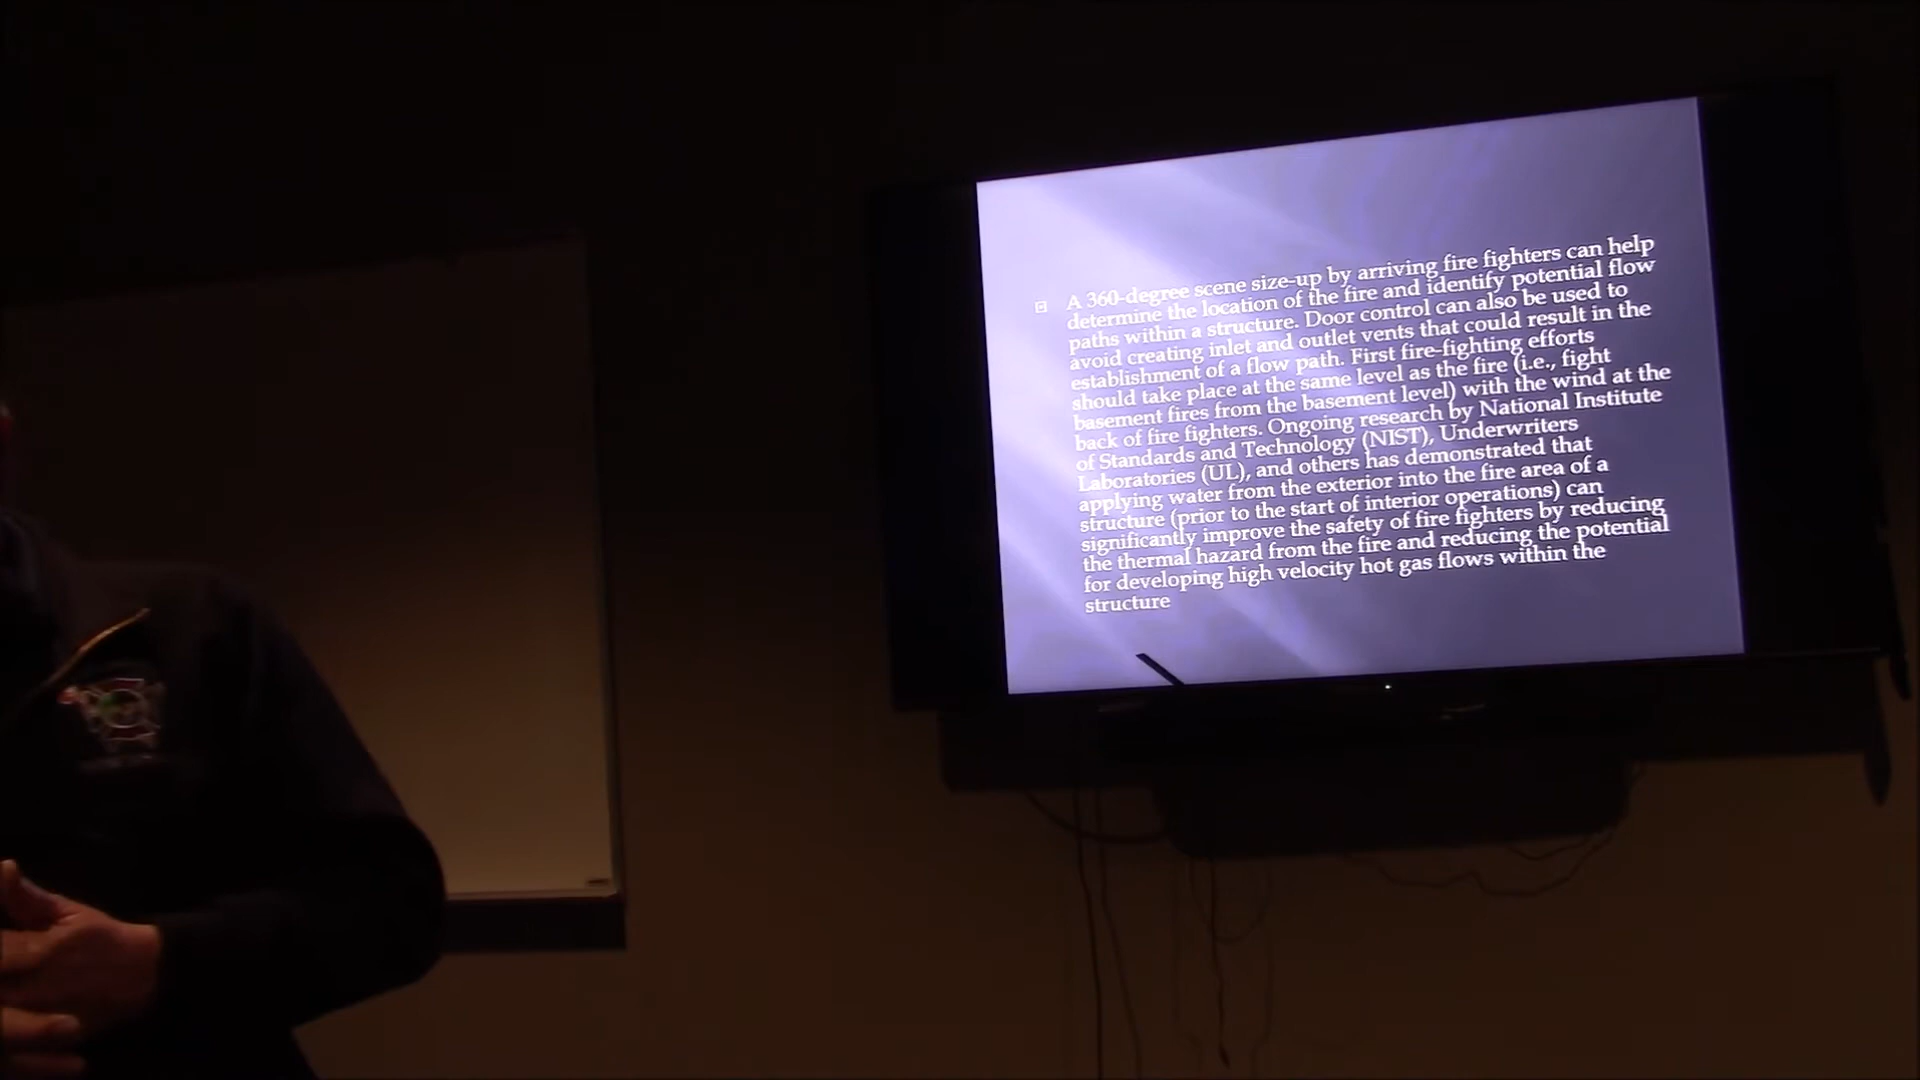 A 360-degree scene size-up by arriving fire fighters can help
determine the location of the fire and identify potential flow
paths within a structure. Door control can also be used to
avoid creating inlet and outlet vents that could result in the
establishment of a flow path. First fire-fighting efforts
should take place at the same level as the fire (i.e., fight
basement fires from the basement level) with the wind at the
back of fire fighters. Ongoing research by National Institute
of Standards and Technology (NIST), Underwriters
Laboratories (UL), and others has demonstrated that
applying water from the exterior into the fire area of a
structure (prior to the start of interior operations) can
significantly improve the safety of fire fighters by reducing
the thermal hazard from the fire and reducing the potential
for developing high velocity hot gas flows within the
structure